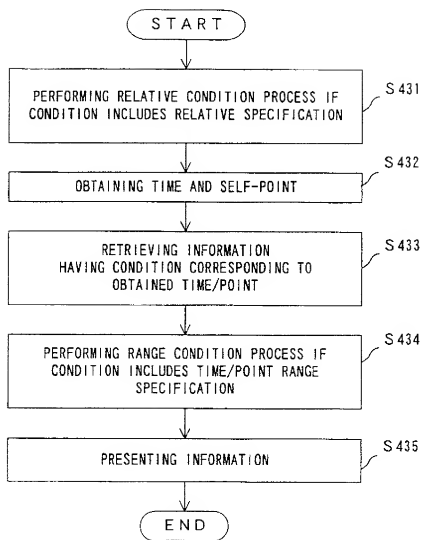 START
S431
PERFORMING RELATIVE CONDITION PROCESS IF
CONDITION INCLUDES RELATIVE SPECIFICATION
S432
OBTAINING TIME AND SELF-POINT
S433
RETRIEVING INFORMATION
HAVING CONDITION CORRESPONDING TO
OBTAINED TIME/POINT
S434
PERFORMING RANGE CONDITION PROCESS IF
CONDITION INCLUDES TIME/POINT RANGE
SPECIFICATION
S435
PRESENTING INFORMATION
END